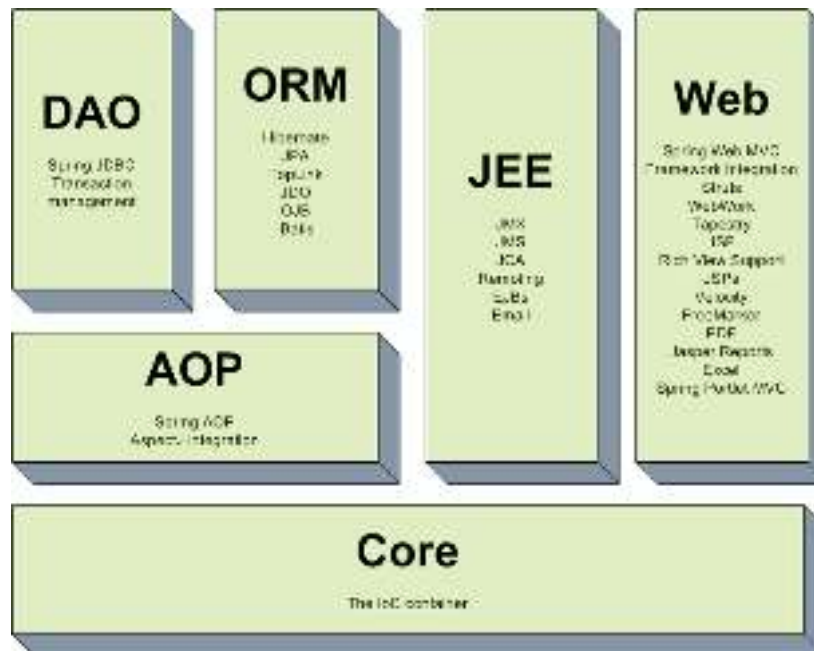 DAO
Spring JDBC
Transaction
management
ORM
Hibernate
JPA
TopLink
JDO
OJB
iBatis
JEE
JMX
JMS
JCA
Remoting
EJBs
Email
Web
Spring Web MVC
Framework Integration
Struts
WebWork
Tapestry
JSF
Rich View Support
JSPs
Velocity
FreeMarker
PDF
Jasper Reports
Excel
Spring Portlet MVC
AOP
Spring AOP
AspectJ integration
Core
The IoC container